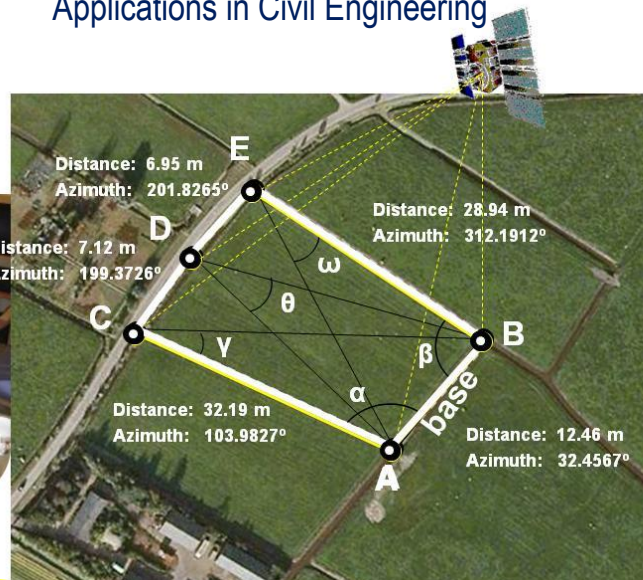 Applications in Civil Engineering
E
Distance: 6.95 m
Azimuth: 201.8265º
Distance: 28.94 m
Azimuth: 312.1912º
D
istance: 7.12 m
zimuth: 199.3726º
ω
θ
C
B
γ
β
α
base
Distance: 32.19 m
Azimuth: 103.9827º
Distance: 12.46 m
Azimuth: 32.4567º
A